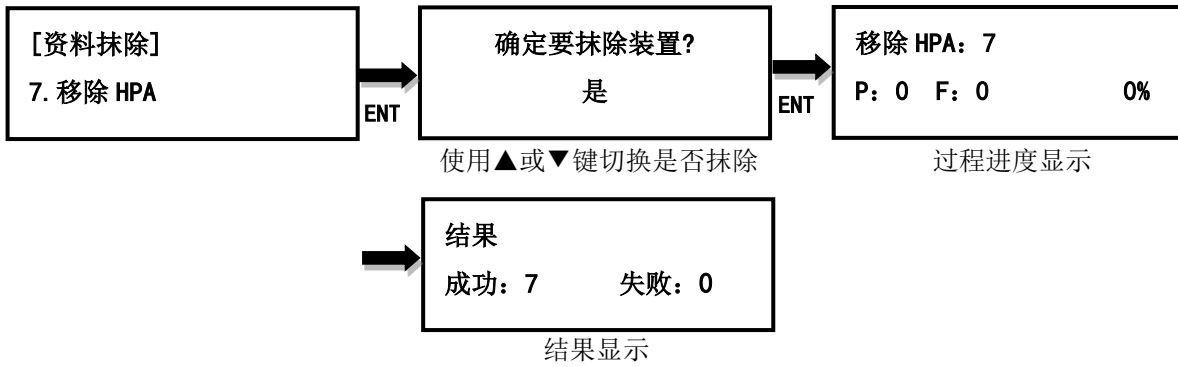 [资料抹除]
7. 移除 HPA
ENT
确定要抹除装置?
是
使用▲或▼键切换是否抹除
ENT
移除 HPA：7
P：0 F：0 0%
过程进度显示
结果
成功：7 失败：0
结果显示